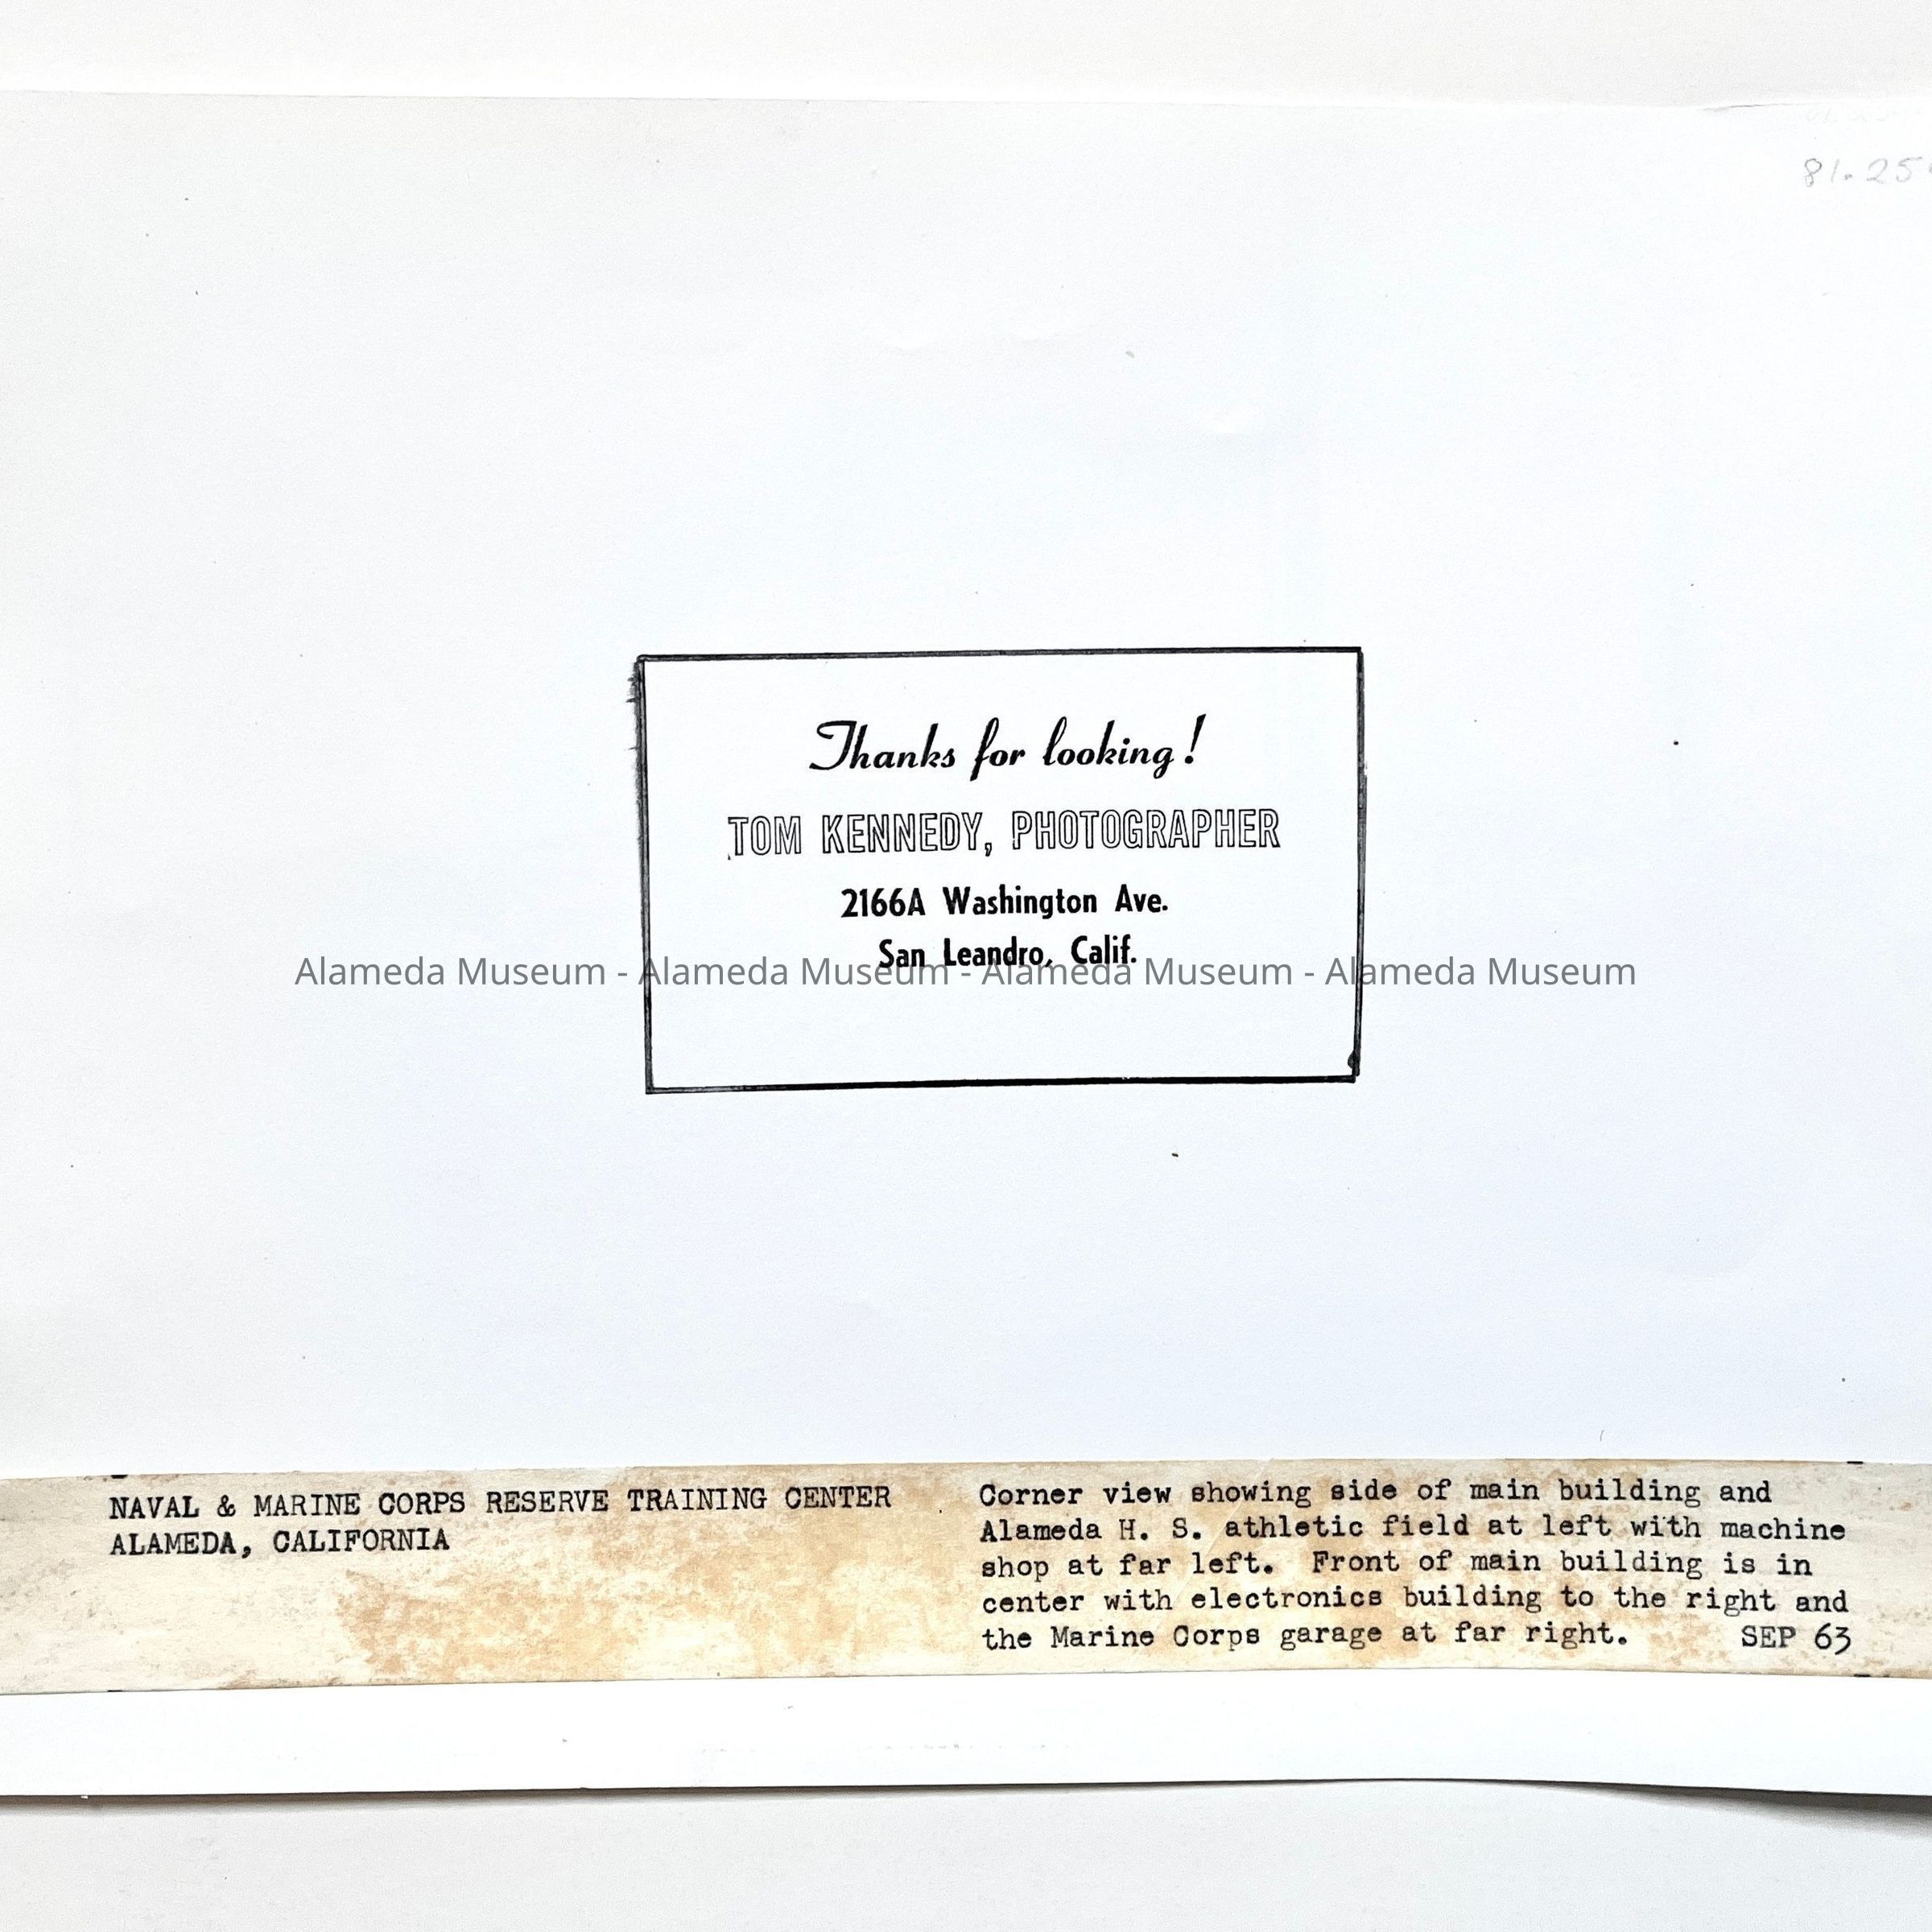 Thanks for looking!
TOM KENNEDY, PHOTOGRAPHER
2166A Washington Ave.
San Leandro, Calif.
Alameda Museum - Alameda Museum - Alameda Museum - Alameda Museum
NAVAL & MARINE CORPS RESERVE TRAINING CENTER
ALAMEDA, CALIFORNIA
Corner view showing side of main building and
Alameda H. S. athletic field at left with machine
shop at far left. Front of main building is in
center with electronics building to the right and
the Marine Corps garage at far right. SEP 63